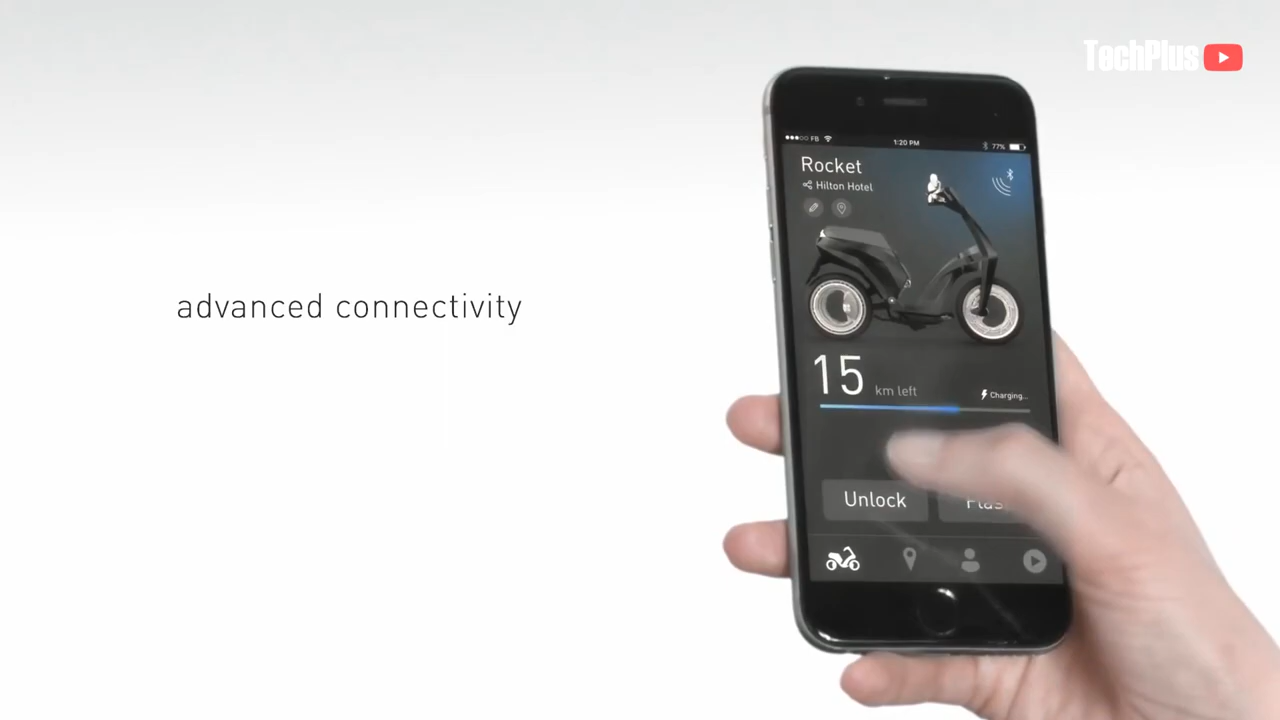 TechPlus
advanced connectivity
FB
1:20 PM
77%
Rocket
Hilton Hotel
15 km left
Charging...
Unlock